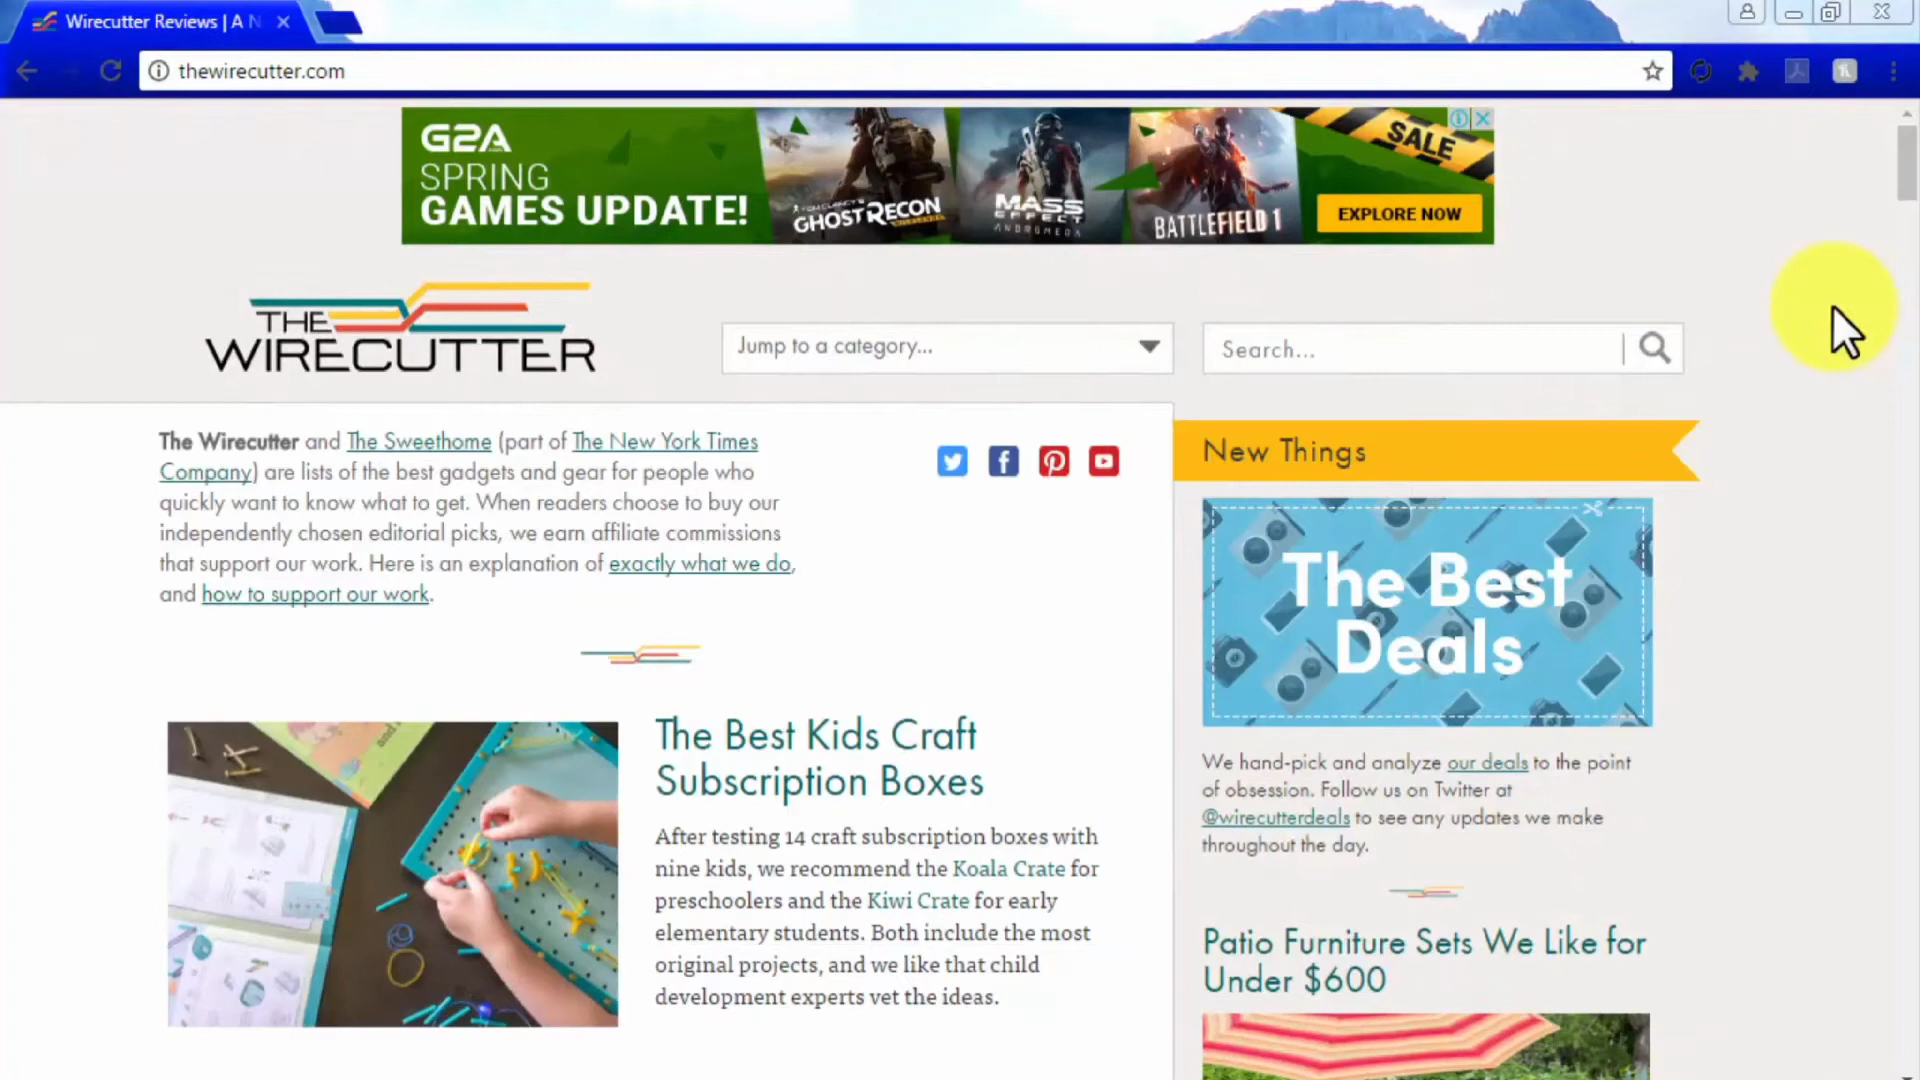 Wirecutter Reviews | A N
thewirecutter.com
G2A
SPRING
GAMES UPDATE!
TOM CLANCY'S
GHOST RECON
MASS
EFFECT
ANDROMEDA
BATTLEFIELD 1
SALE
EXPLORE NOW
THE
WIRECUTTER
Jump to a category...
Search...
The Wirecutter and The Sweethome (part of The New York Times
Company) are lists of the best gadgets and gear for people who
quickly want to know what to get. When readers choose to buy our
independently chosen editorial picks, we earn affiliate commissions
that support our work. Here is an explanation of exactly what we do,
and how to support our work.
New Things
The Best
Deals
We hand-pick and analyze our deals to the point
of obsession. Follow us on Twitter at
@wirecutterdeals to see any updates we make
throughout the day.
The Best Kids Craft
Subscription Boxes
After testing 14 craft subscription boxes with
nine kids, we recommend the Koala Crate for
preschoolers and the Kiwi Crate for early
elementary students. Both include the most
original projects, and we like that child
development experts vet the ideas.
Patio Furniture Sets We Like for
Under $600